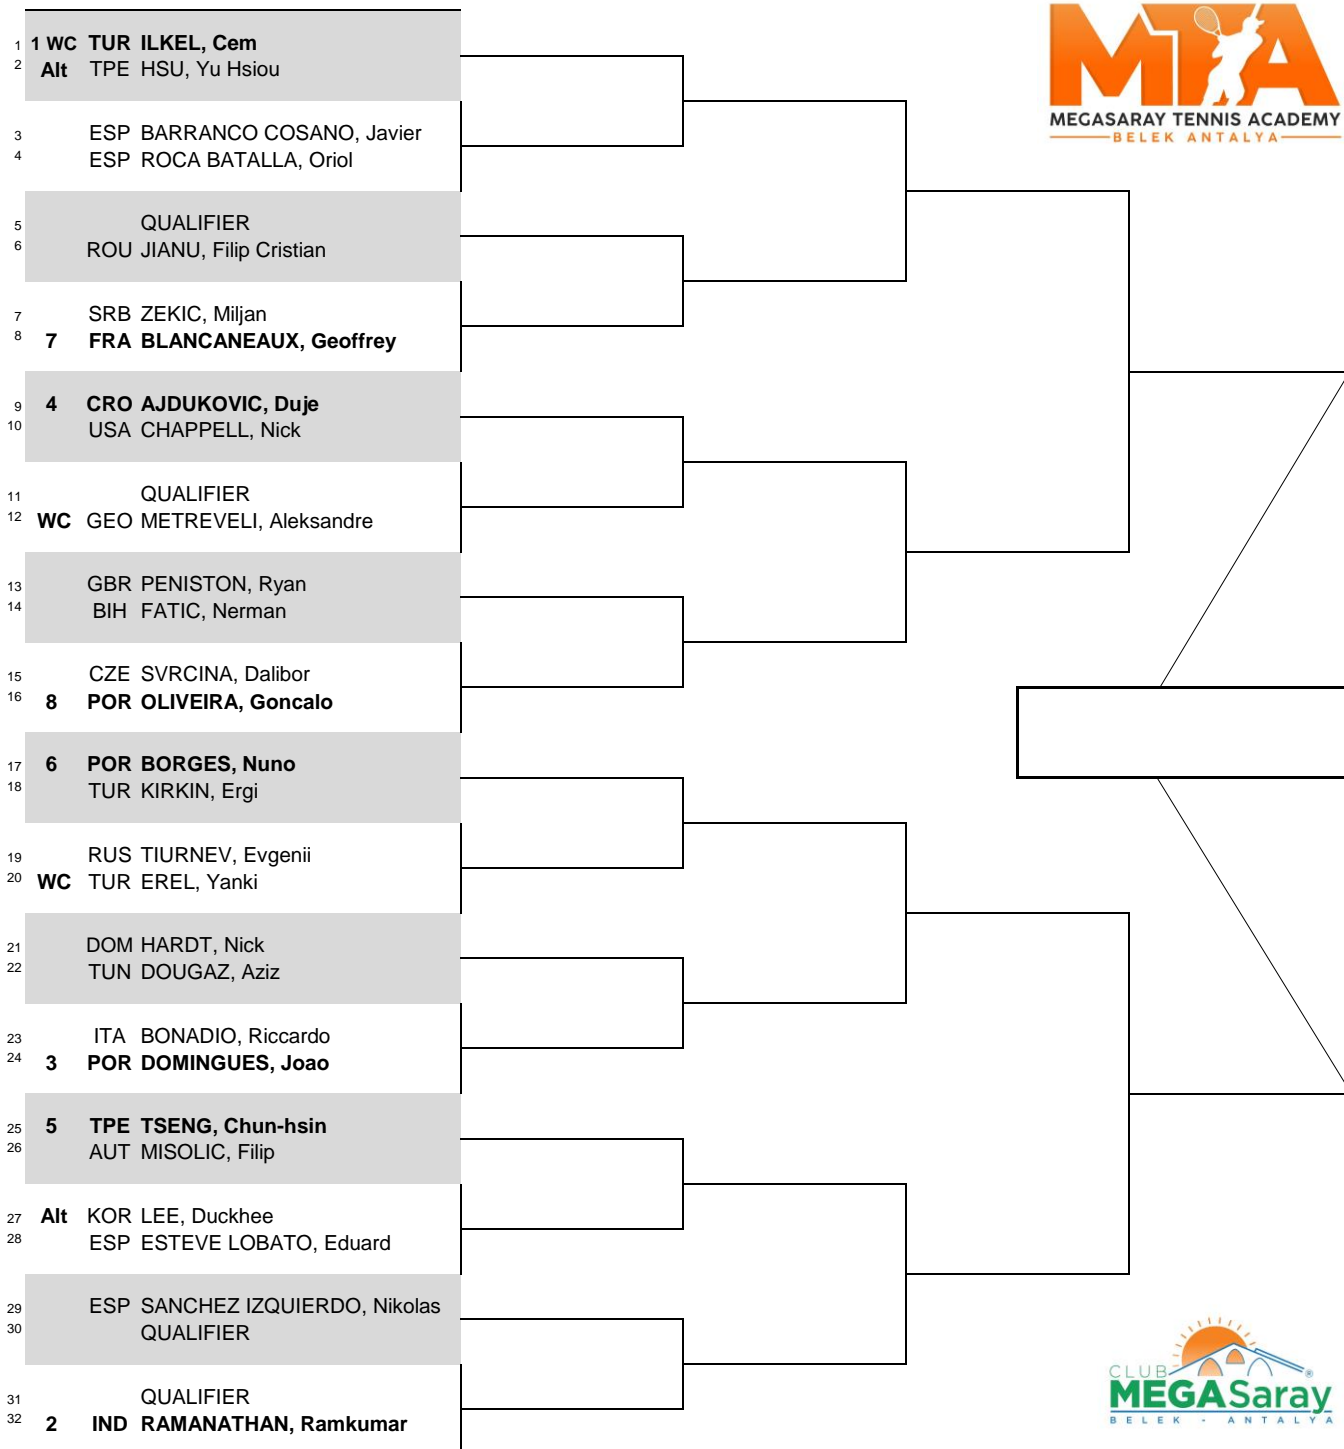 MTA
MEGASARAY TENNIS ACADEMY
BELEK ANTALYA
1 1 WC TUR ILKEL, Cem
2 Alt TPE HSU, Yu Hsiou
3 ESP BARRANCO COSANO, Javier
4 ESP ROCA BATALLA, Oriol
5 QUALIFIER
6 ROU JIANU, Filip Cristian
7 SRB ZEKIC, Miljan
8 7 FRA BLANCANEAUX, Geoffrey
9 4 CRO AJDUKOVIC, Duje
10 USA CHAPPELL, Nick
11 QUALIFIER
12 WC GEO METREVELI, Aleksandre
13 GBR PENISTON, Ryan
14 BIH FATIC, Nerman
15 CZE SVRCINA, Dalibor
16 8 POR OLIVEIRA, Goncalo
17 6 POR BORGES, Nuno
18 TUR KIRKIN, Ergi
19 RUS TIURNEV, Evgenii
20 WC TUR EREL, Yanki
21 DOM HARDT, Nick
22 TUN DOUGAZ, Aziz
23 ITA BONADIO, Riccardo
24 3 POR DOMINGUES, Joao
25 5 TPE TSENG, Chun-hsin
26 AUT MISOLIC, Filip
27 Alt KOR LEE, Duckhee
28 ESP ESTEVE LOBATO, Eduard
29 ESP SANCHEZ IZQUIERDO, Nikolas
30 QUALIFIER
31 QUALIFIER
32 2 IND RAMANATHAN, Ramkumar
CLUB
MEGASaray
BELEK - ANTALYA